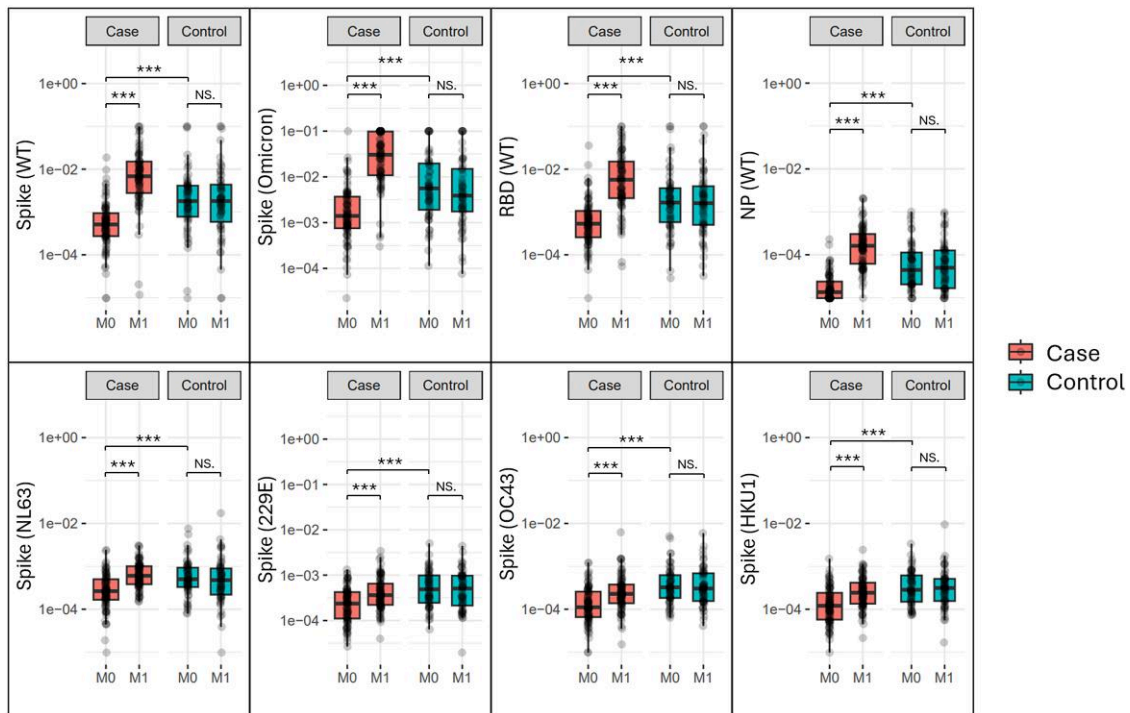 Case Control
Spike (WT)
1e+00
1e-02
1e-04
***
***
NS.
M0 M1 M0 M1
Case Control
Spike (Omicron)
1e+00
1e-01
1e-02
1e-03
1e-04
***
***
NS.
M0 M1 M0 M1
Case Control
RBD (WT)
1e+00
1e-02
1e-04
***
***
NS.
M0 M1 M0 M1
Case Control
NP (WT)
1e+00
1e-02
1e-04
***
***
NS.
M0 M1 M0 M1
Case
Control
Case Control
Spike (NL63)
1e+00
1e-02
1e-04
***
***
NS.
M0 M1 M0 M1
Case Control
Spike (229E)
1e+00
1e-01
1e-02
1e-03
1e-04
***
***
NS.
M0 M1 M0 M1
Case Control
Spike (OC43)
1e+00
1e-02
1e-04
***
***
NS.
M0 M1 M0 M1
Case Control
Spike (HKU1)
1e+00
1e-02
1e-04
***
***
NS.
M0 M1 M0 M1